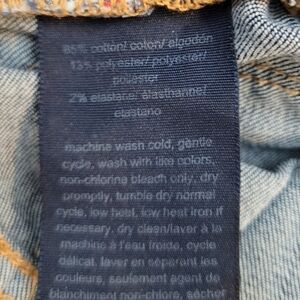 85% cotton/ coton/ algodón
13% polyester/ polyester/
poliester
2% elastane/ élasthanne/
elastano
machine wash cold, gentle
cycle, wash with like colors,
non-chlorine bleach only, dry
promptly, tumble dry normal
cycle, low heat, low heat iron if
necessary. dry clean/laver à la
machine à l'eau froide, cycle
délicat. laver en séparant les
couleurs, seulement agent de
blanchiment non-chlore, sécher